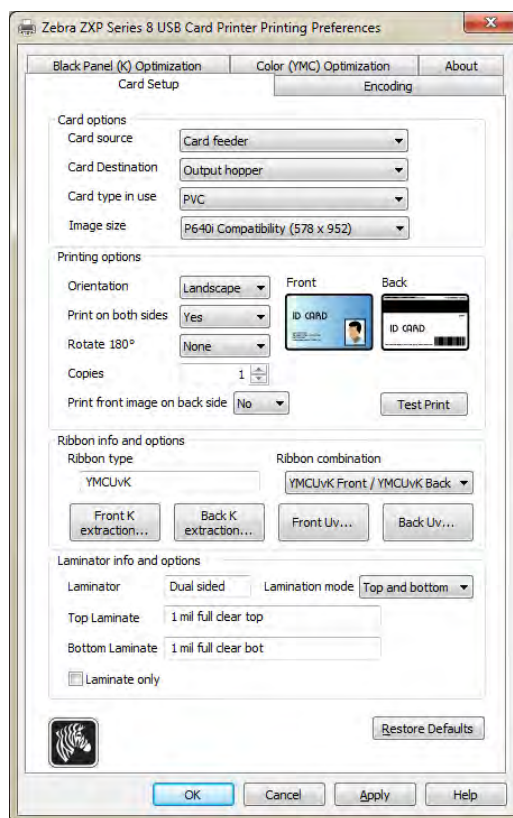 Zebra ZXP Series 8 USB Card Printer Printing Preferences
Black Panel (K) Optimization Color (YMC) Optimization About
Card Setup Encoding
Card options
Card source Card feeder
Card Destination Output hopper
Card type in use PVC
Image size P640i Compatibility (578 x 952)
Printing options
Orientation Landscape Front Back
Print on both sides Yes
ID CARD ID CARD
Rotate 180° None
Copies 1
Print front image on back side No Test Print
Ribbon info and options
Ribbon type Ribbon combination
YMCUvK YMCUvK Front / YMCUvK Back
Front K extraction... Back K extraction... Front Uv... Back Uv...
Laminator info and options
Laminator Dual sided Lamination mode Top and bottom
Top Laminate 1 mil full clear top
Bottom Laminate 1 mil full clear bot
Laminate only
Restore Defaults
OK Cancel Apply Help